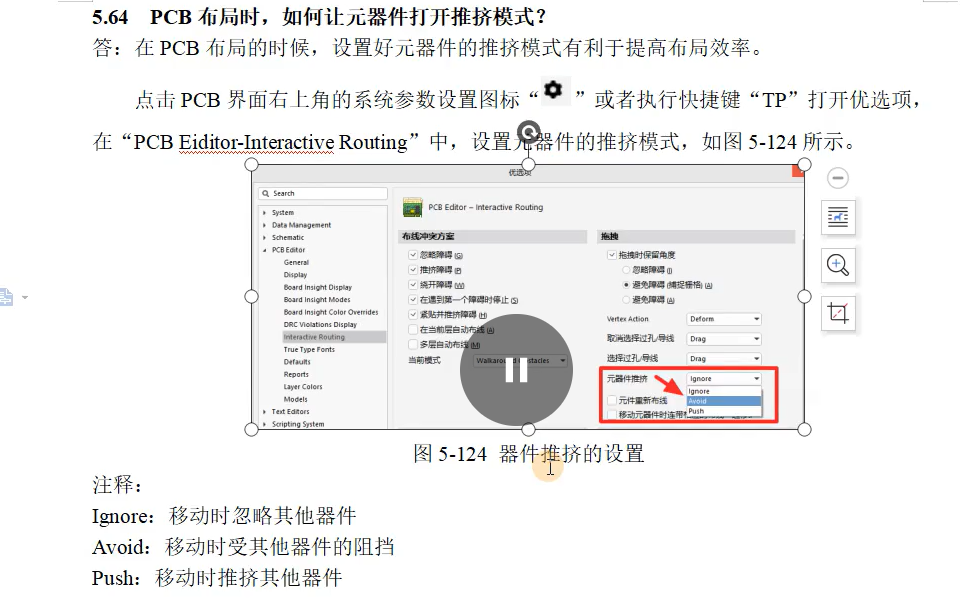 5.64 PCB 布局时，如何让元器件打开推挤模式？
答：在 PCB 布局的时候，设置好元器件的推挤模式有利于提高布局效率。
点击 PCB 界面右上角的系统参数设置图标“ ”或者执行快捷键“TP”打开优选项，
在“PCB Eiditor-Interactive Routing”中，设置元器件的推挤模式，如图 5-124 所示。
优选项
Search
System
Data Management
Schematic
PCB Editor
General
Display
Board Insight Display
Board Insight Modes
Board Insight Color Overrides
DRC Violations Display
Interactive Routing
True Type Fonts
Defaults
Reports
Layer Colors
Models
Text Editors
Scripting System
PCB Editor – Interactive Routing
布线冲突方案
忽略障碍 (G)
推挤障碍 (P)
绕开障碍 (W)
在遇到第一个障碍时停止 (S)
紧贴并推挤障碍 (H)
在当前层自动布线 (A)
多层自动布线 (M)
当前模式 Walkaround Obstacles
拖拽
拖拽时保留角度
忽略障碍 (I)
避免障碍 (捕捉栅格) (A)
避免障碍 (A)
Vertex Action Deform
取消选择过孔/导线 Drag
选择过孔/导线 Drag
元器件推挤 Ignore
Ignore
元件重新布线 Avoid
Push
移动元器件时连带
图 5-124 器件推挤的设置
注释：
Ignore：移动时忽略其他器件
Avoid：移动时受其他器件的阻挡
Push：移动时推挤其他器件